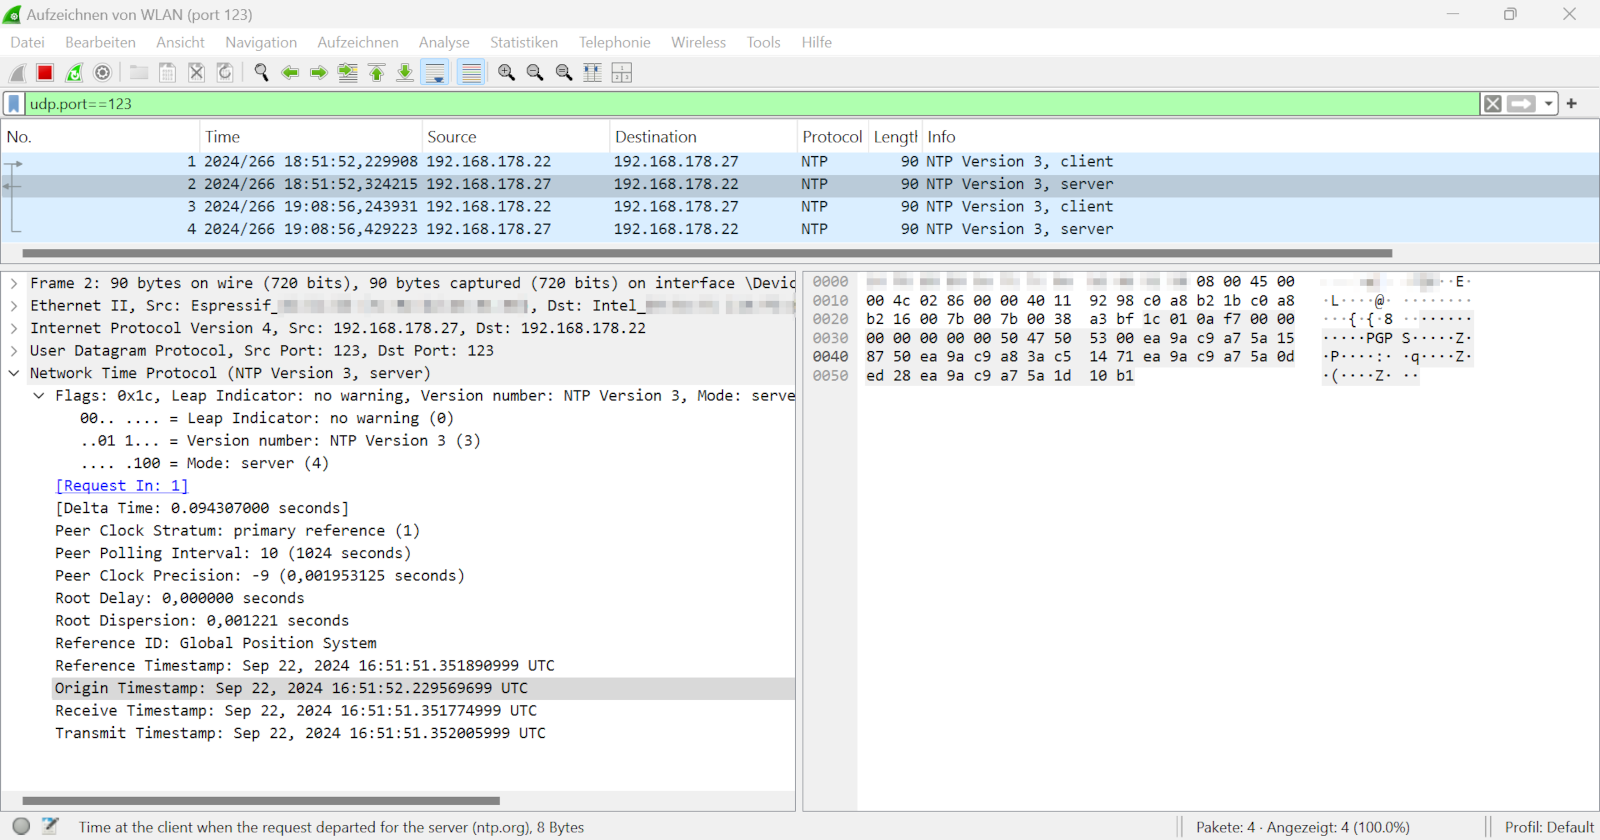 Aufzeichnen von WLAN (port 123)
Datei Bearbeiten Ansicht Navigation Aufzeichnen Analyse Statistiken Telephonie Wireless Tools Hilfe
udp.port==123
No. Time Source Destination Protocol Lengtl Info
1 2024/266 18:51:52,229908 192.168.178.22 192.168.178.27 NTP 90 NTP Version 3, client
2 2024/266 18:51:52,324215 192.168.178.27 192.168.178.22 NTP 90 NTP Version 3, server
3 2024/266 19:08:56,243931 192.168.178.22 192.168.178.27 NTP 90 NTP Version 3, client
4 2024/266 19:08:56,429223 192.168.178.27 192.168.178.22 NTP 90 NTP Version 3, server
Frame 2: 90 bytes on wire (720 bits), 90 bytes captured (720 bits) on interface \Devic
Ethernet II, Src: Espressif_ , Dst: Intel_
Internet Protocol Version 4, Src: 192.168.178.27, Dst: 192.168.178.22
User Datagram Protocol, Src Port: 123, Dst Port: 123
Network Time Protocol (NTP Version 3, server)
Flags: 0x1c, Leap Indicator: no warning, Version number: NTP Version 3, Mode: serve
00.. .... = Leap Indicator: no warning (0)
..01 1... = Version number: NTP Version 3 (3)
.... .100 = Mode: server (4)
[Request In: 1]
[Delta Time: 0.094307000 seconds]
Peer Clock Stratum: primary reference (1)
Peer Polling Interval: 10 (1024 seconds)
Peer Clock Precision: -9 (0,001953125 seconds)
Root Delay: 0,000000 seconds
Root Dispersion: 0,001221 seconds
Reference ID: Global Position System
Reference Timestamp: Sep 22, 2024 16:51:51.351890999 UTC
Origin Timestamp: Sep 22, 2024 16:51:52.229569699 UTC
Receive Timestamp: Sep 22, 2024 16:51:51.351774999 UTC
Transmit Timestamp: Sep 22, 2024 16:51:51.352005999 UTC
0000 08 00 45 00 ··E·
0010 00 4c 02 86 00 00 40 11 92 98 c0 a8 b2 1b c0 a8 ·L····@· ········
0020 b2 16 00 7b 00 7b 00 38 a3 bf 1c 01 0a f7 00 00 ···{·{·8 ········
0030 00 00 00 00 00 50 47 50 53 00 ea 9a c9 a7 5a 15 ·····PGP S·····Z·
0040 87 50 ea 9a c9 a8 3a c5 14 71 ea 9a c9 a7 5a 0d ·P····:· ·q····Z·
0050 ed 28 ea 9a c9 a7 5a 1d 10 b1 ·(····Z· ··
Time at the client when the request departed for the server (ntp.org), 8 Bytes
Pakete: 4 · Angezeigt: 4 (100.0%)
Profil: Default